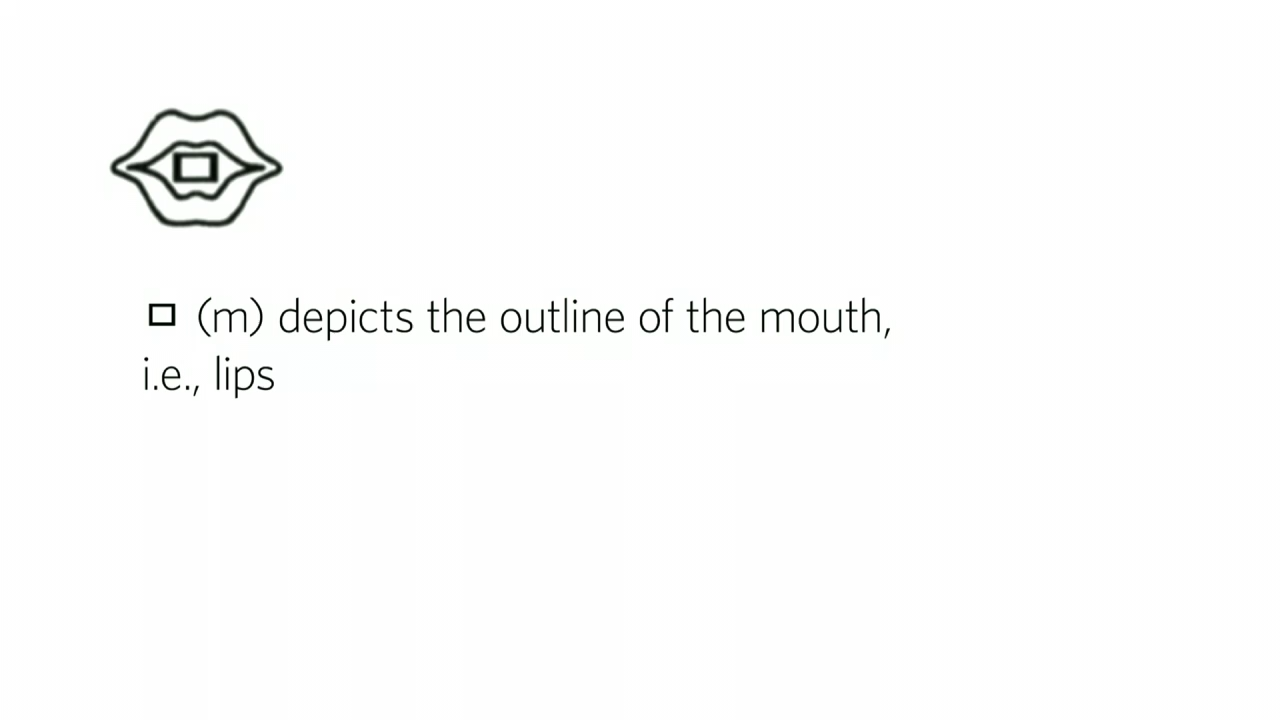 ㅁ (m) depicts the outline of the mouth,
i.e., lips